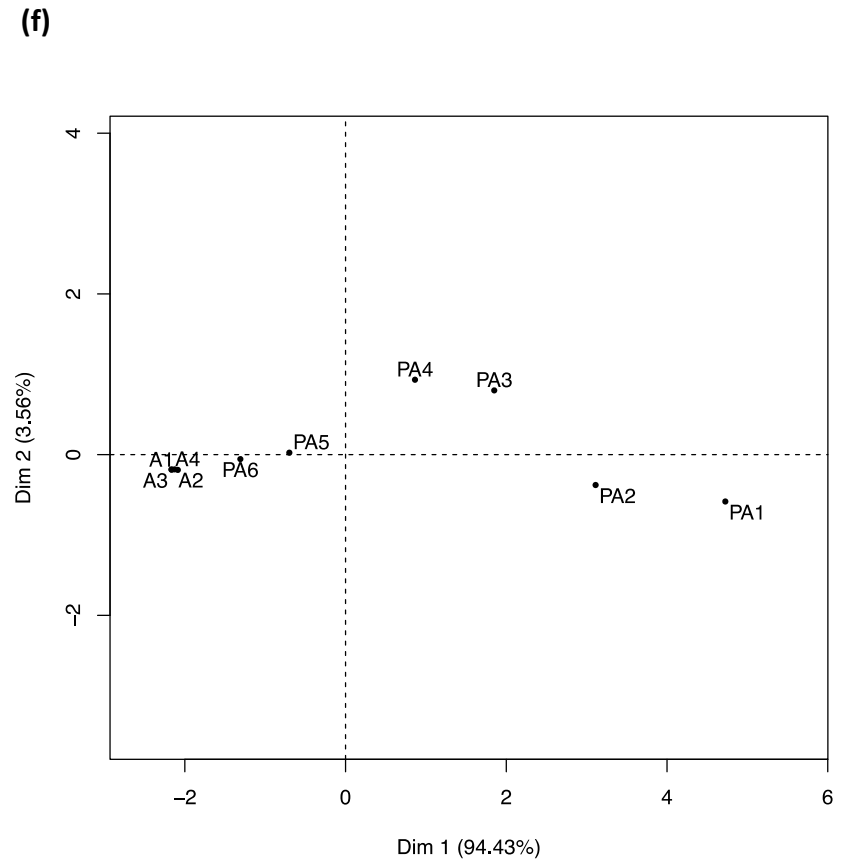 (f)
4
2
0
−2
Dim 2 (3.56%)
PA4
PA3
PA5
A1A4
PA6
A3 A2
PA2
PA1
−2 0 2 4 6
Dim 1 (94.43%)